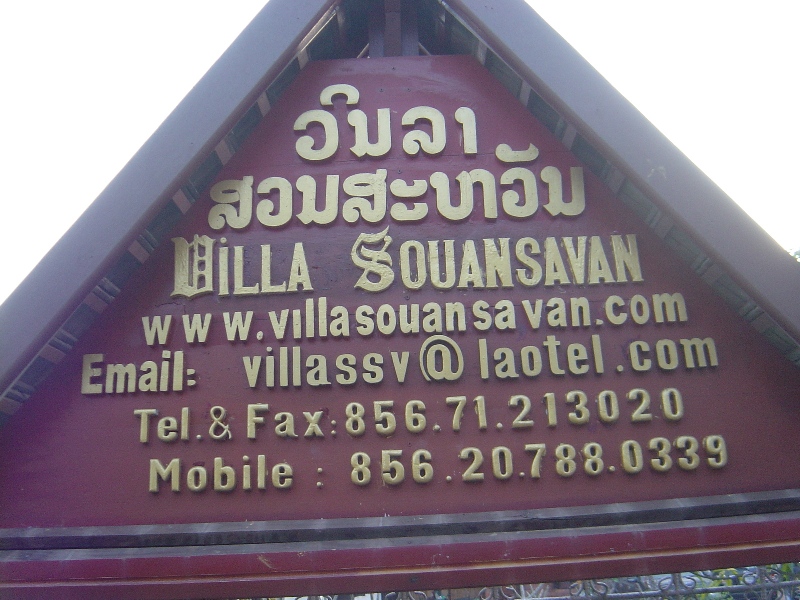 ວິນລາ
ສວນສະຫວັນ
VILLA SOUANSAVAN
www.villasouansavan.com
Email: villassv@laotel.com
Tel.& Fax:856.71.213020
Mobile : 856.20.788.0339